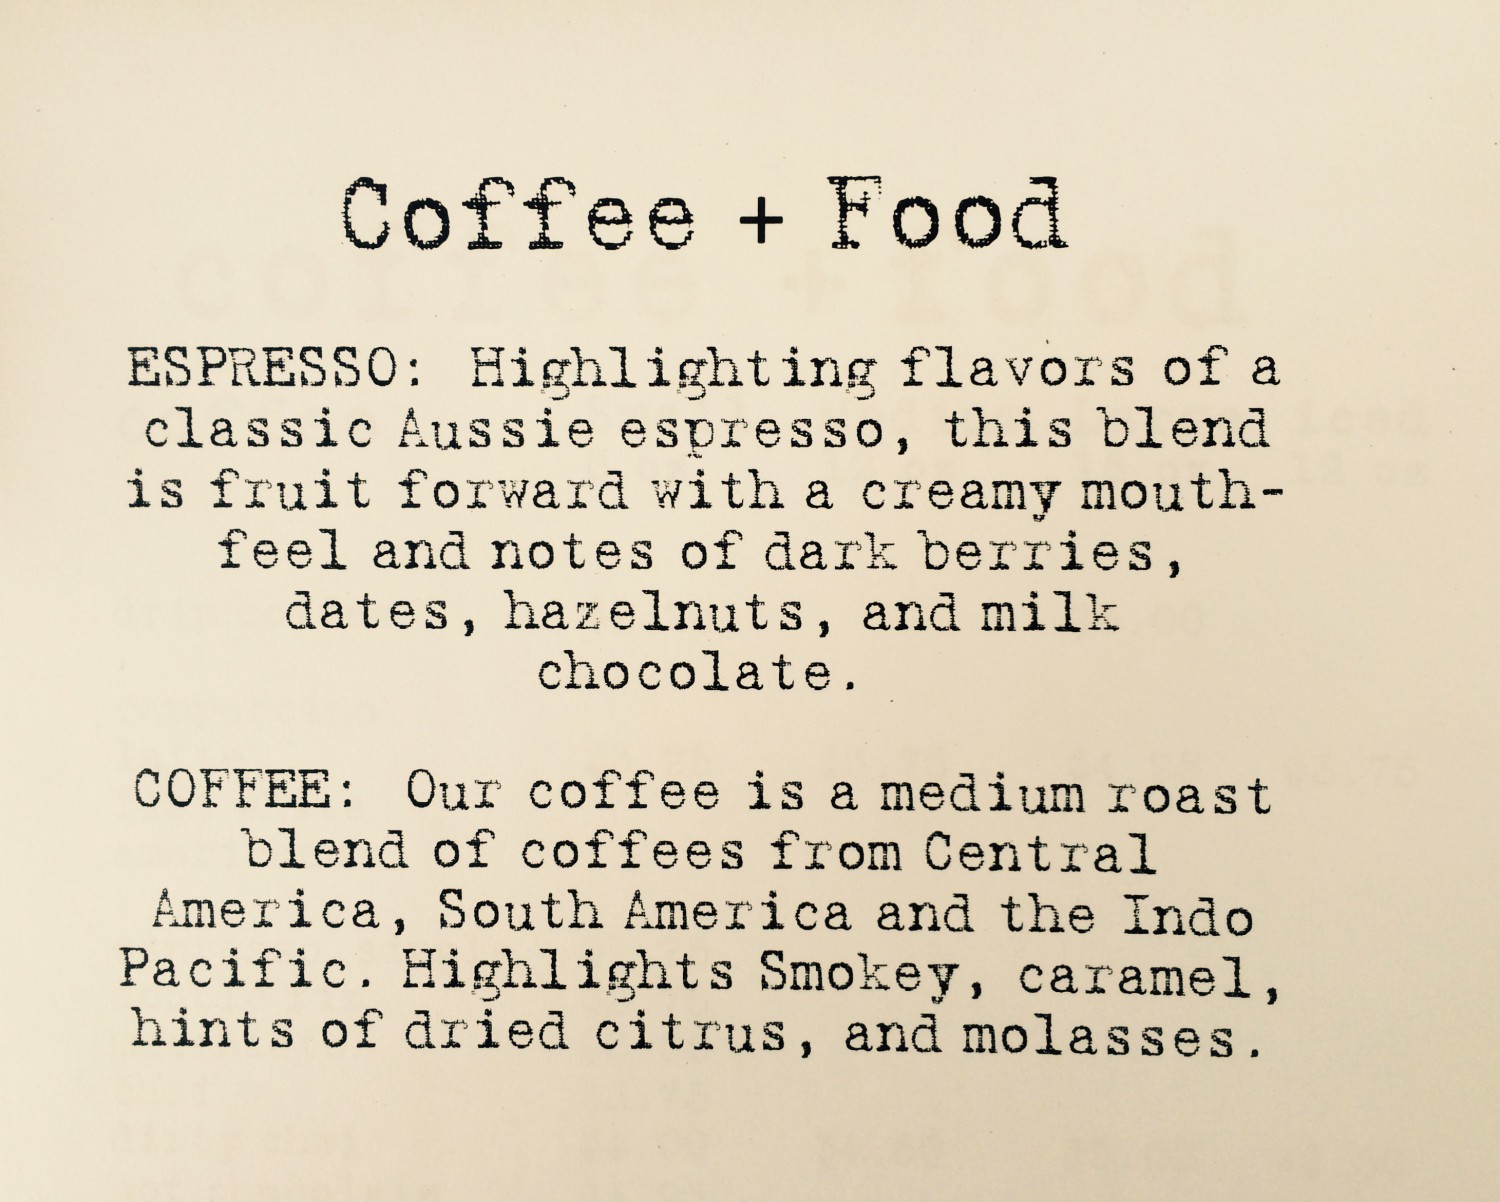 Coffee + Food
ESPRESSO: Highlighting flavors of a
classic Aussie espresso, this blend
is fruit forward with a creamy mouth-
feel and notes of dark berries,
dates, hazelnuts, and milk
chocolate.
COFFEE: Our coffee is a medium roast
blend of coffees from Central
America, South America and the Indo
Pacific. Highlights Smokey, caramel,
hints of dried citrus, and molasses.